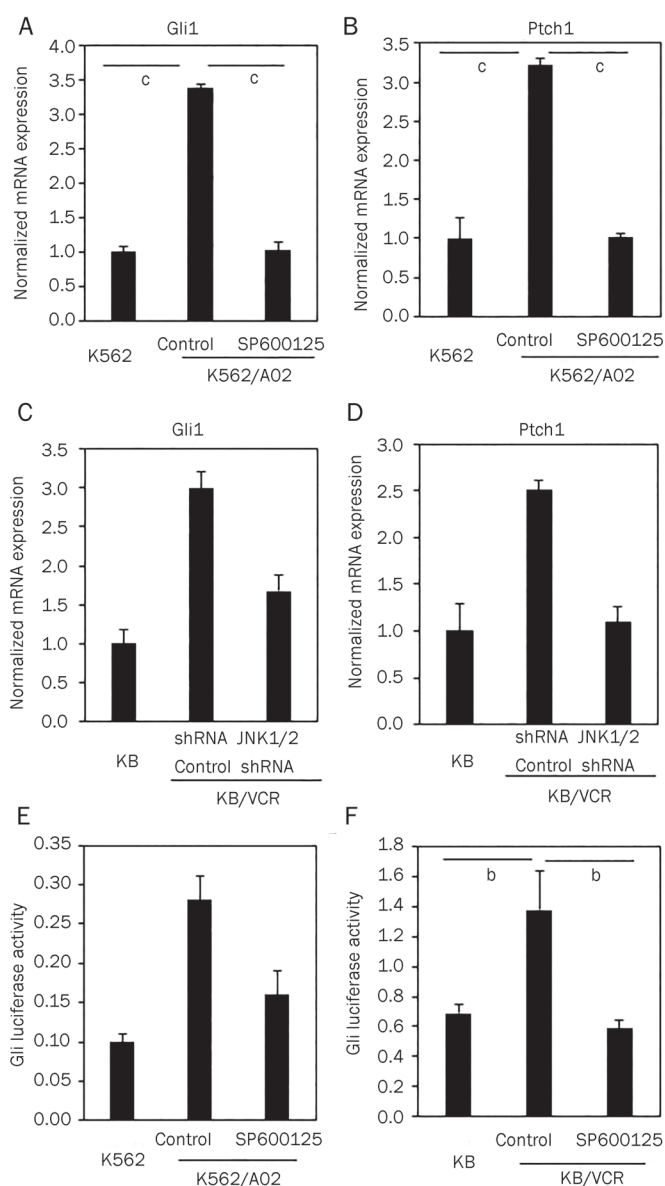 A
Gli1
Normalized mRNA expression
4.0
3.5
3.0
2.5
2.0
1.5
1.0
0.5
0.0
c
c
K562
Control
SP600125
K562/A02
B
Ptch1
Normalized mRNA expression
3.5
3.0
2.5
2.0
1.5
1.0
0.5
0.0
c
c
K562
Control
SP600125
K562/A02
C
Gli1
Normalized mRNA expression
3.5
3.0
2.5
2.0
1.5
1.0
0.5
0.0
KB
shRNA JNK1/2
Control shRNA
KB/VCR
D
Ptch1
Normalized mRNA expression
3.0
2.5
2.0
1.5
1.0
0.5
0.0
KB
shRNA JNK1/2
Control shRNA
KB/VCR
E
Gli luciferase activity
0.35
0.30
0.25
0.20
0.15
0.10
0.05
0.00
K562
Control
SP600125
K562/A02
F
Gli luciferase activity
1.8
1.6
1.4
1.2
1.0
0.8
0.6
0.4
0.2
0.0
b
b
KB
Control
SP600125
KB/VCR